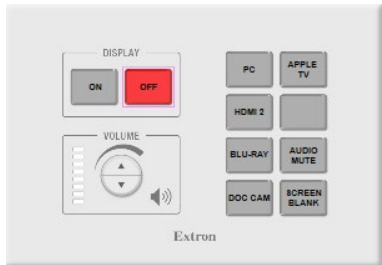 DISPLAY
ON
OFF
VOLUME
PC
APPLE
TV
HDMI 2
BLU-RAY
AUDIO
MUTE
DOC CAM
SCREEN
BLANK
Extron